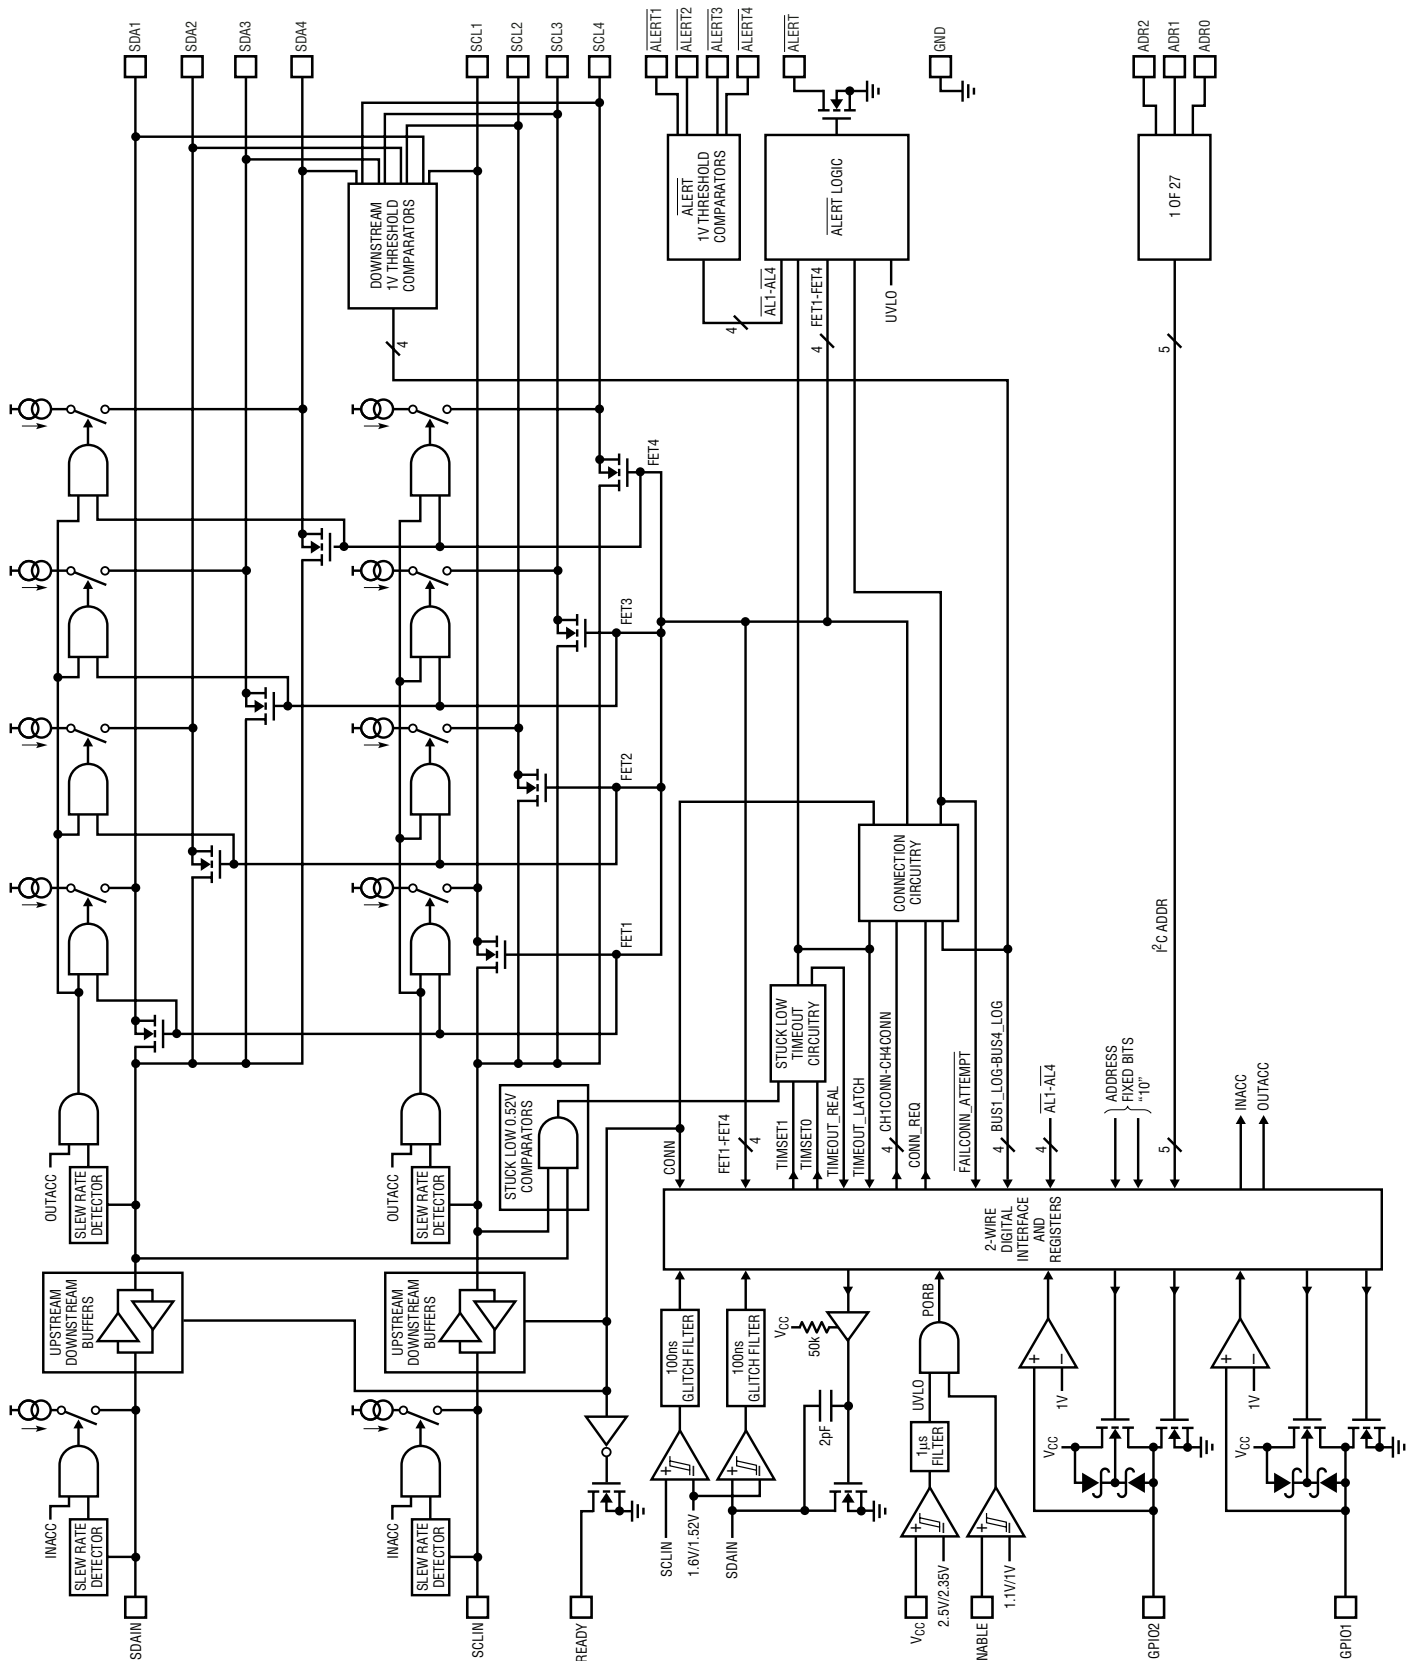 SDA1
SDA2
SDA3
SDA4
SCL1
SCL2
SCL3
SCL4
ALERT1
ALERT2
ALERT3
ALERT4
ALERT
GND
ADR2
ADR1
ADR0
DOWNSTREAM
1V THRESHOLD
COMPARATORS
4
ALERT
1V THRESHOLD
COMPARATORS
4
AL1-AL4
ALERT LOGIC
FET1-FET4
4
UVLO
1 OF 27
5
FET4
FET3
FET2
FET1
CONNECTION
CIRCUITRY
I2C ADDR
STUCK LOW
TIMEOUT
CIRCUITRY
OUTACC
SLEW RATE
DETECTOR
OUTACC
SLEW RATE
DETECTOR
STUCK LOW 0.52V
COMPARATORS
CONN
FET1-FET4
4
TIMSET1
TIMSET0
TIMEOUT_REAL
TIMEOUT_LATCH
CH1CONN-CH4CONN
4
CONN_REQ
FAILCONN_ATTEMPT
BUS1_LOG-BUS4_LOG
4
AL1-AL4
4
ADDRESS
FIXED BITS
“10”
5
INACC
OUTACC
2-WIRE
DIGITAL
INTERFACE
AND
REGISTERS
UPSTREAM
DOWNSTREAM
BUFFERS
UPSTREAM
DOWNSTREAM
BUFFERS
100ns
GLITCH FILTER
100ns
GLITCH FILTER
VCC
50k
2pF
PORB
UVLO
1µs
FILTER
1V
VCC
1V
VCC
INACC
SLEW RATE
DETECTOR
INACC
SLEW RATE
DETECTOR
SCLIN
1.6V/1.52V
SDAIN
2.5V/2.35V
1.1V/1V
SDAIN
SCLIN
READY
VCC
NABLE
GPIO2
GPIO1